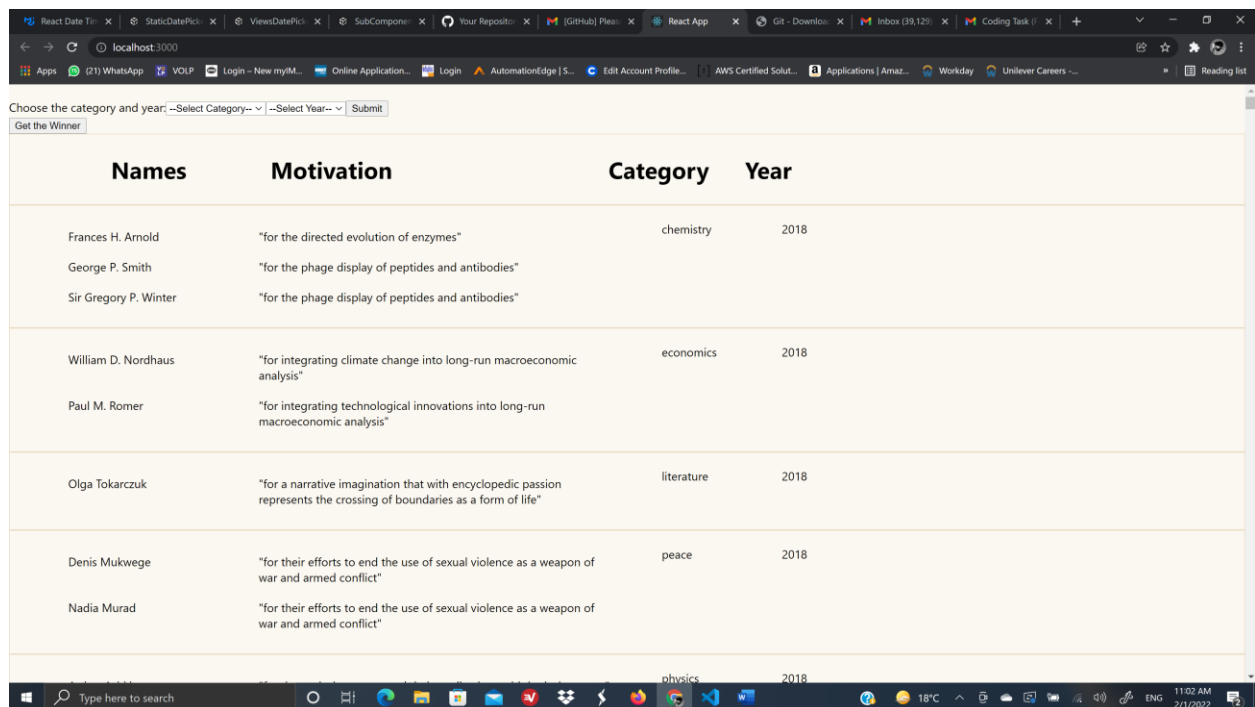 React Date Tim
StaticDatePick
ViewsDatePick
SubComponen
Your Repositor
[GitHub] Pleas
React App
Git - Downloa
Inbox (39,129)
Coding Task (F
localhost:3000
Apps
(21) WhatsApp
VOLP
Login – New myIM...
Online Application...
Login
AutomationEdge | S...
Edit Account Profile...
AWS Certified Solut...
Applications | Amaz...
Workday
Unilever Careers -...
»
Reading list
Choose the category and year: --Select Category-- --Select Year-- Submit
Get the Winner
Names Motivation Category Year
Frances H. Arnold "for the directed evolution of enzymes" chemistry 2018
George P. Smith "for the phage display of peptides and antibodies"
Sir Gregory P. Winter "for the phage display of peptides and antibodies"
William D. Nordhaus "for integrating climate change into long-run macroeconomic economics 2018
analysis"
Paul M. Romer "for integrating technological innovations into long-run
macroeconomic analysis"
Olga Tokarczuk "for a narrative imagination that with encyclopedic passion literature 2018
represents the crossing of boundaries as a form of life"
Denis Mukwege "for their efforts to end the use of sexual violence as a weapon of peace 2018
war and armed conflict"
Nadia Murad "for their efforts to end the use of sexual violence as a weapon of
war and armed conflict"
physics 2018
Type here to search
18°C
ENG
11:02 AM
2/1/2022